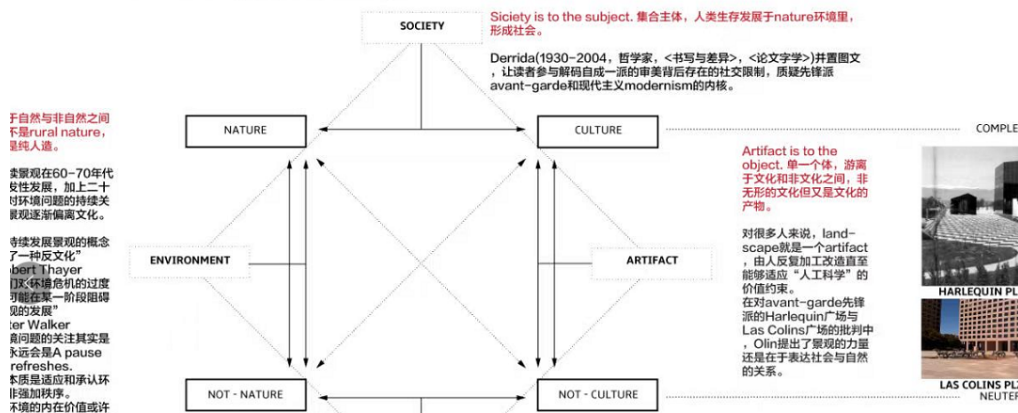 SOCIETY
Siciety is to the subject. 集合主体，人类生存发展于nature环境里，
形成社会。
Derrida(1930-2004，哲学家，<书写与差异>，<论文字学>)并置图文
，让读者参与解码自成一派的审美背后存在的社交限制，质疑先锋派
avant-garde和现代主义modernism的内核。
于自然与非自然之间
不是rural nature，
是纯人造。
续景观在60-70年代
发性发展，加上二十
对环境问题的持续关
景观逐渐偏离文化。
持续发展景观的概念
了一种反文化”
bert Thayer
们对环境危机的过度
可能在某一阶段阻碍
观的发展”
ter Walker
境问题的关注其实是
永远会是A pause
refreshes.
本质是适应和承认环
非强加秩序。
环境的内在价值或许
NATURE
CULTURE
COMPLE
ENVIRONMENT
ARTIFACT
Artifact is to the
object. 单一个体，游离
于文化和非文化之间，非
无形的文化但又是文化的
产物。
对很多人来说，land-
scape就是一个artifact
，由人反复加工改造直至
能够适应“人工科学”的
价值约束。
在对avant-garde先锋
派的Harlequin广场与
Las Colins广场的批判中
，Olin提出了景观的力量
还是在于表达社会与自然
的关系。
HARLEQUIN PL
LAS COLINS PL
NOT - NATURE
NOT - CULTURE
NEUTER